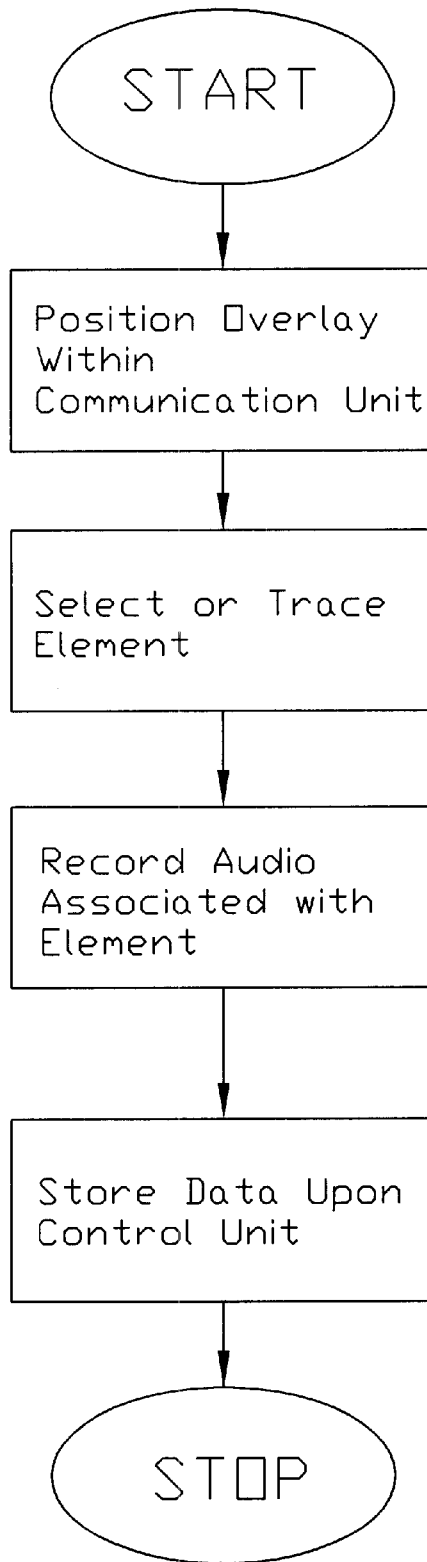 START
Position Overlay
Within
Communication Unit
Select or Trace
Element
Record Audio
Associated with
Element
Store Data Upon
Control Unit
STOP